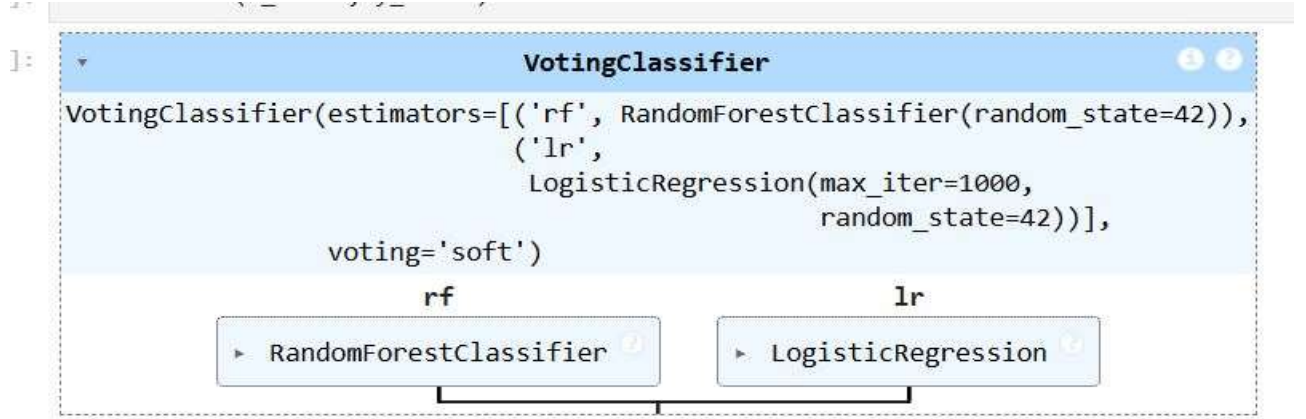 ]:
VotingClassifier
i ?
VotingClassifier(estimators=[('rf', RandomForestClassifier(random_state=42)),
('lr',
LogisticRegression(max_iter=1000,
random_state=42))],
voting='soft')
rf lr
RandomForestClassifier ? LogisticRegression ?